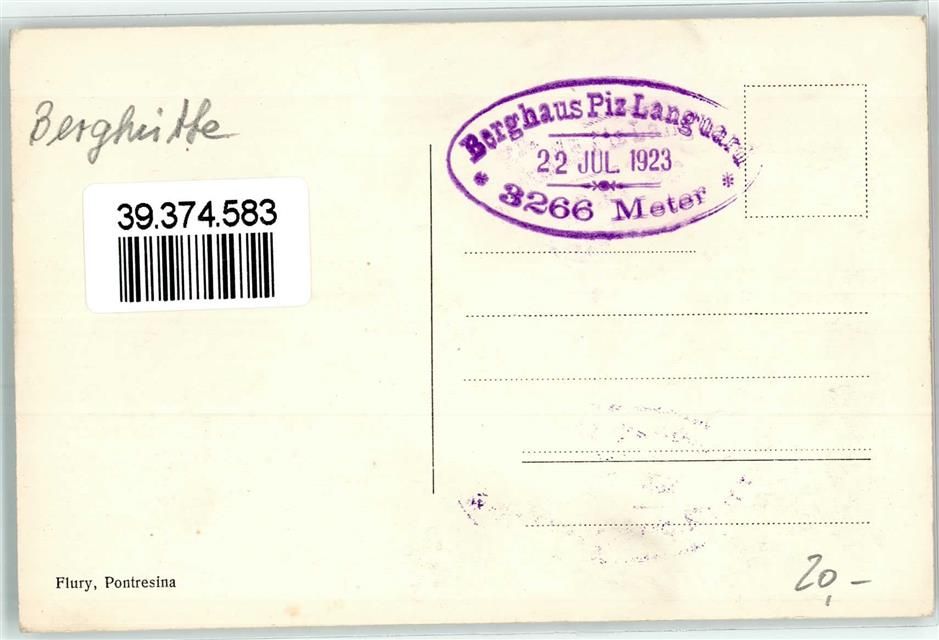 Berghütte
39.374.583
Berghaus Piz Languard
22 JUL. 1923
* 3266 Meter *
Flury, Pontresina
20,-